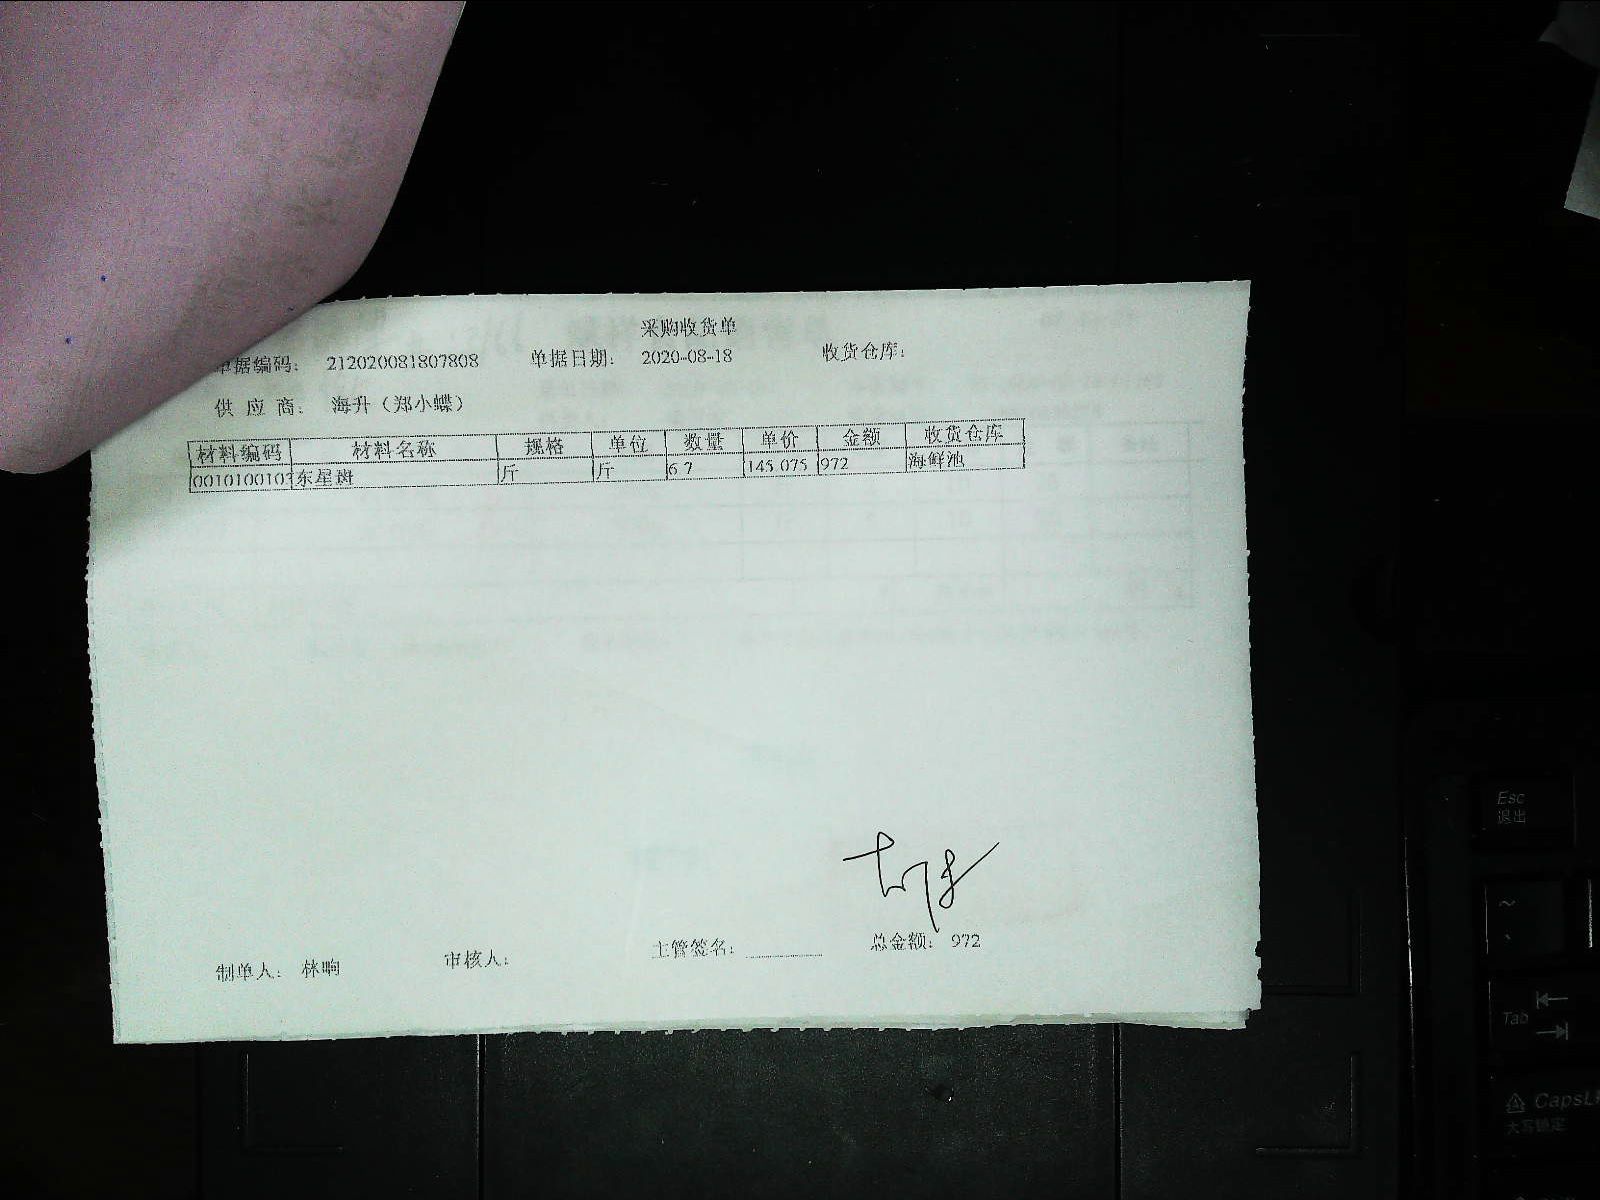 采购收货单
单据编码: 212020081807808 单据日期: 2020-08-18 收货仓库:
供 应 商: 海升（郑小蝶）
材料编码 材料名称 规格 单位 数量 单价 金额 收货仓库
001010010 东星斑 斤 斤 6.7 145.075 972 海鲜池
总金额: 972
制单人: 林晌 审核人: 主管签名:
Esc
退出
~
Tab
CapsL
大写锁定